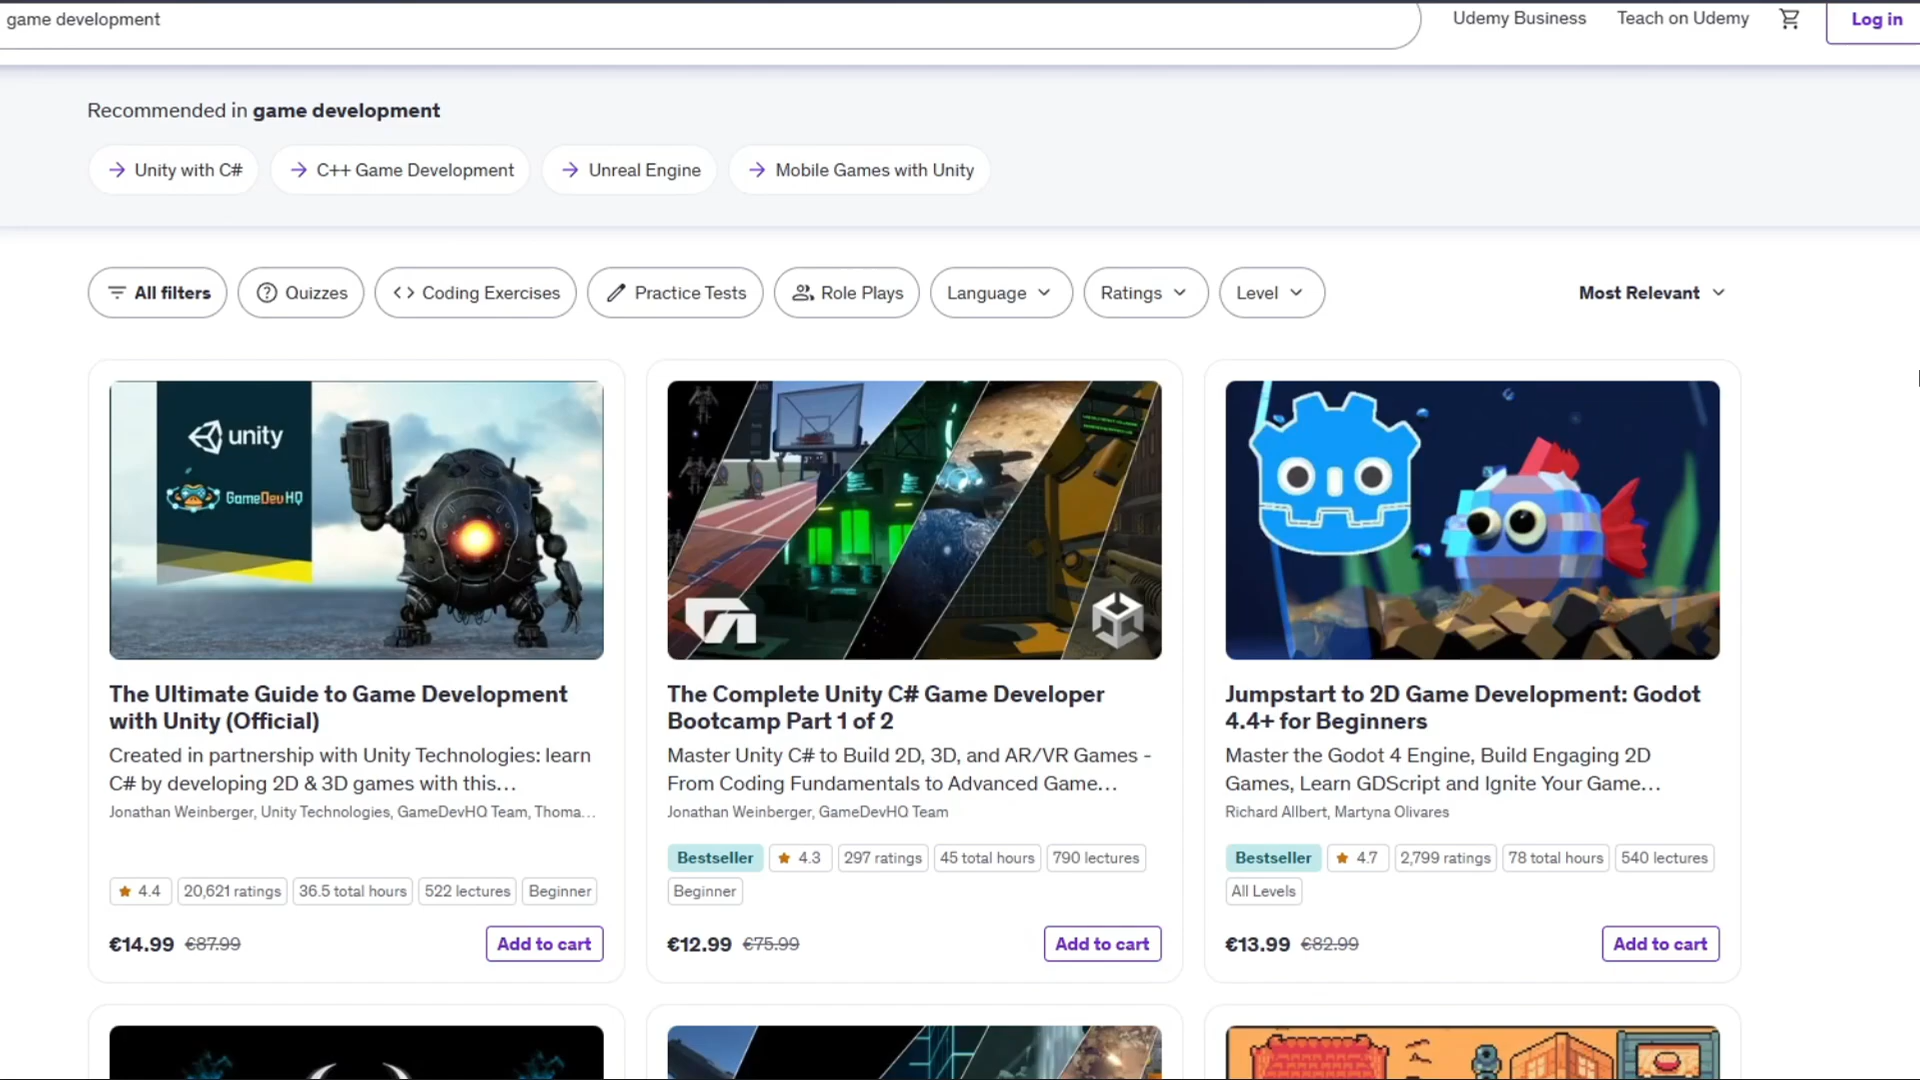 game development
Udemy Business
Teach on Udemy
Log in
Recommended in game development
Unity with C#
C++ Game Development
Unreal Engine
Mobile Games with Unity
All filters
Quizzes
Coding Exercises
Practice Tests
Role Plays
Language
Ratings
Level
Most Relevant
unity
GameDevHQ
The Ultimate Guide to Game Development
with Unity (Official)
Created in partnership with Unity Technologies: learn
C# by developing 2D & 3D games with this...
Jonathan Weinberger, Unity Technologies, GameDevHQ Team, Thoma...
4.4
20,621 ratings
36.5 total hours
522 lectures
Beginner
€14.99 €87.99
Add to cart
The Complete Unity C# Game Developer
Bootcamp Part 1 of 2
Master Unity C# to Build 2D, 3D, and AR/VR Games -
From Coding Fundamentals to Advanced Game...
Jonathan Weinberger, GameDevHQ Team
Bestseller
4.3
297 ratings
45 total hours
790 lectures
Beginner
€12.99 €75.99
Add to cart
Jumpstart to 2D Game Development: Godot
4.4+ for Beginners
Master the Godot 4 Engine, Build Engaging 2D
Games, Learn GDScript and Ignite Your Game...
Richard Allbert, Martyna Olivares
Bestseller
4.7
2,799 ratings
78 total hours
540 lectures
All Levels
€13.99 €82.99
Add to cart